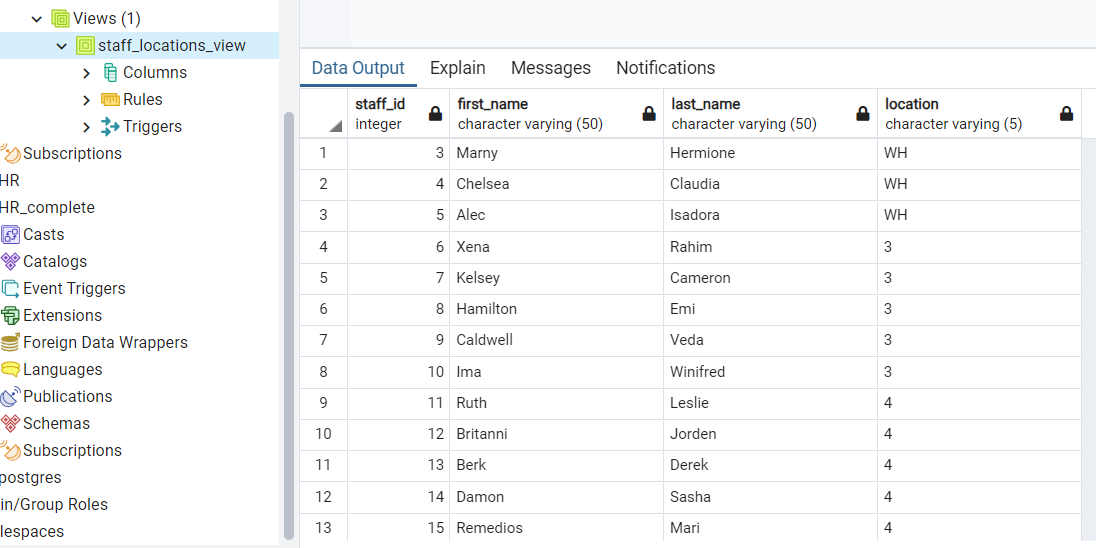 Views (1)
staff_locations_view
Columns
Rules
Triggers
Subscriptions
HR
HR_complete
Casts
Catalogs
Event Triggers
Extensions
Foreign Data Wrappers
Languages
Publications
Schemas
Subscriptions
postgres
in/Group Roles
lespaces
Data Output Explain Messages Notifications
staff_id first_name last_name location
integer character varying (50) character varying (50) character varying (5)
1 3 Marny Hermione WH
2 4 Chelsea Claudia WH
3 5 Alec Isadora WH
4 6 Xena Rahim 3
5 7 Kelsey Cameron 3
6 8 Hamilton Emi 3
7 9 Caldwell Veda 3
8 10 Ima Winifred 3
9 11 Ruth Leslie 4
10 12 Britanni Jorden 4
11 13 Berk Derek 4
12 14 Damon Sasha 4
13 15 Remedios Mari 4